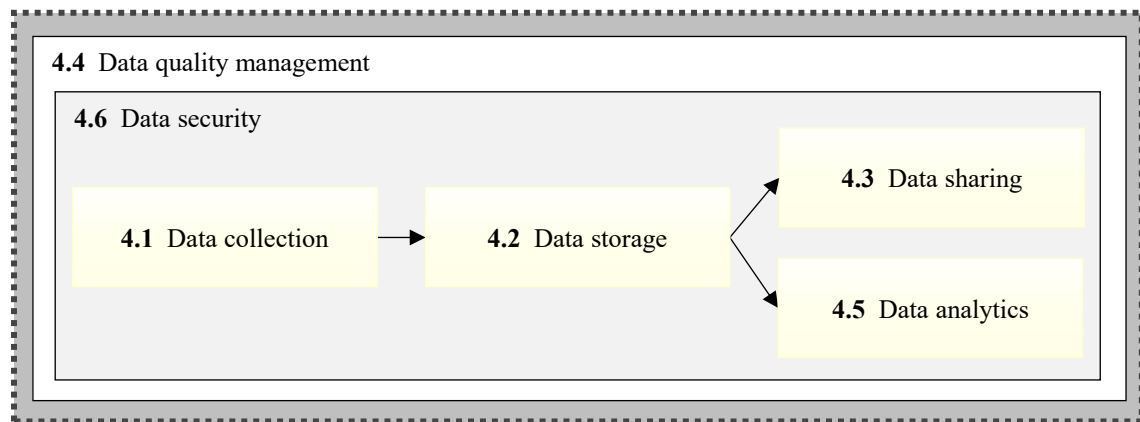 4.4 Data quality management
4.6 Data security
4.1 Data collection
4.2 Data storage
4.3 Data sharing
4.5 Data analytics